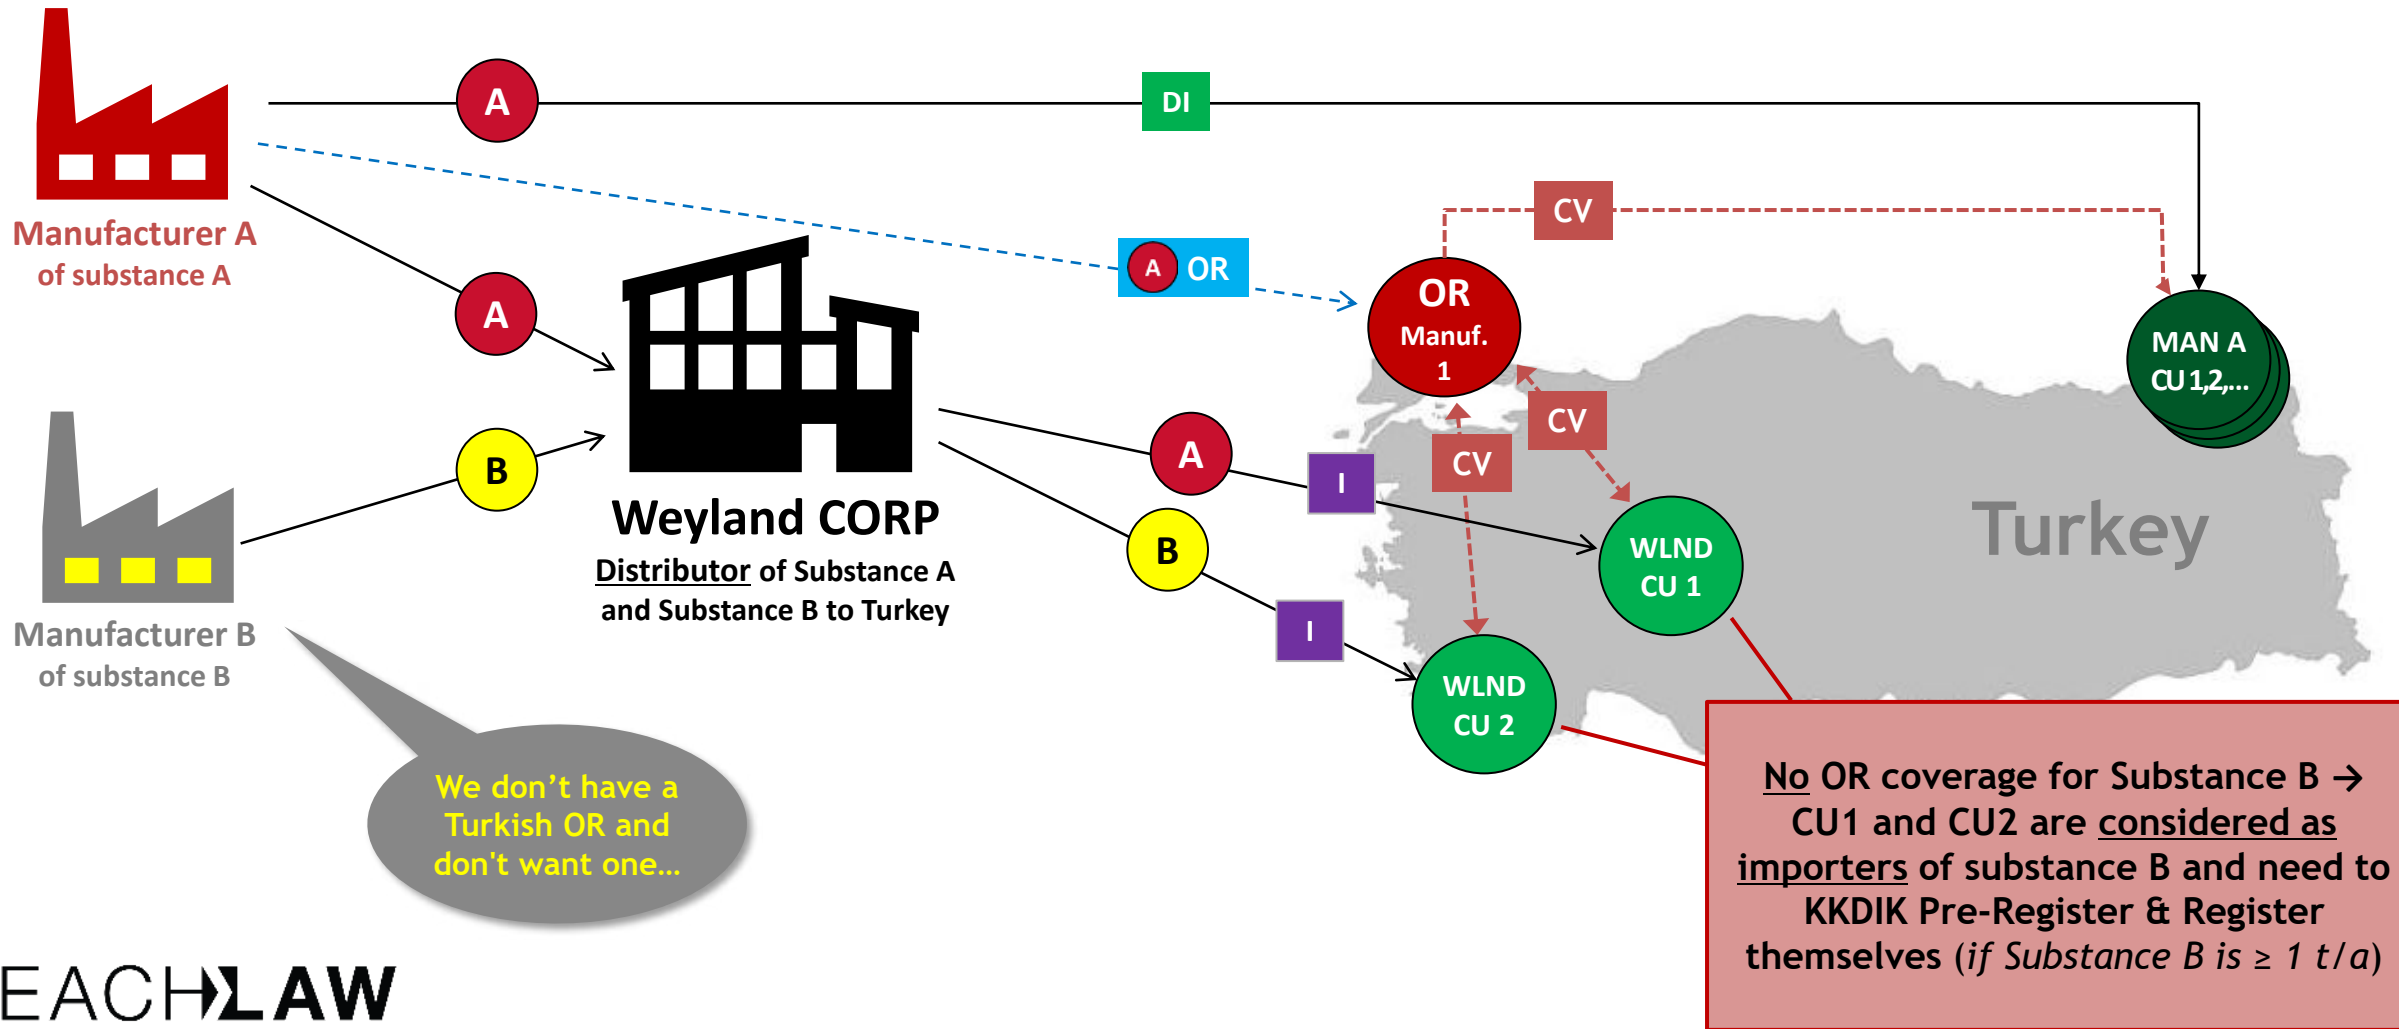 A
DI
CV
Manufacturer A
of substance A
A OR
A
OR
Manuf.
1
MAN A
CU 1,2,...
CV
CV
A
B
I
Weyland CORP
Distributor of Substance A
and Substance B to Turkey
B
I
WLND
CU 1
Turkey
Manufacturer B
of substance B
WLND
CU 2
We don’t have a
Turkish OR and
don't want one…
No OR coverage for Substance B →
CU1 and CU2 are considered as
importers of substance B and need to
KKDIK Pre-Register & Register
themselves (if Substance B is ≥ 1 t/a)
EACHLAW